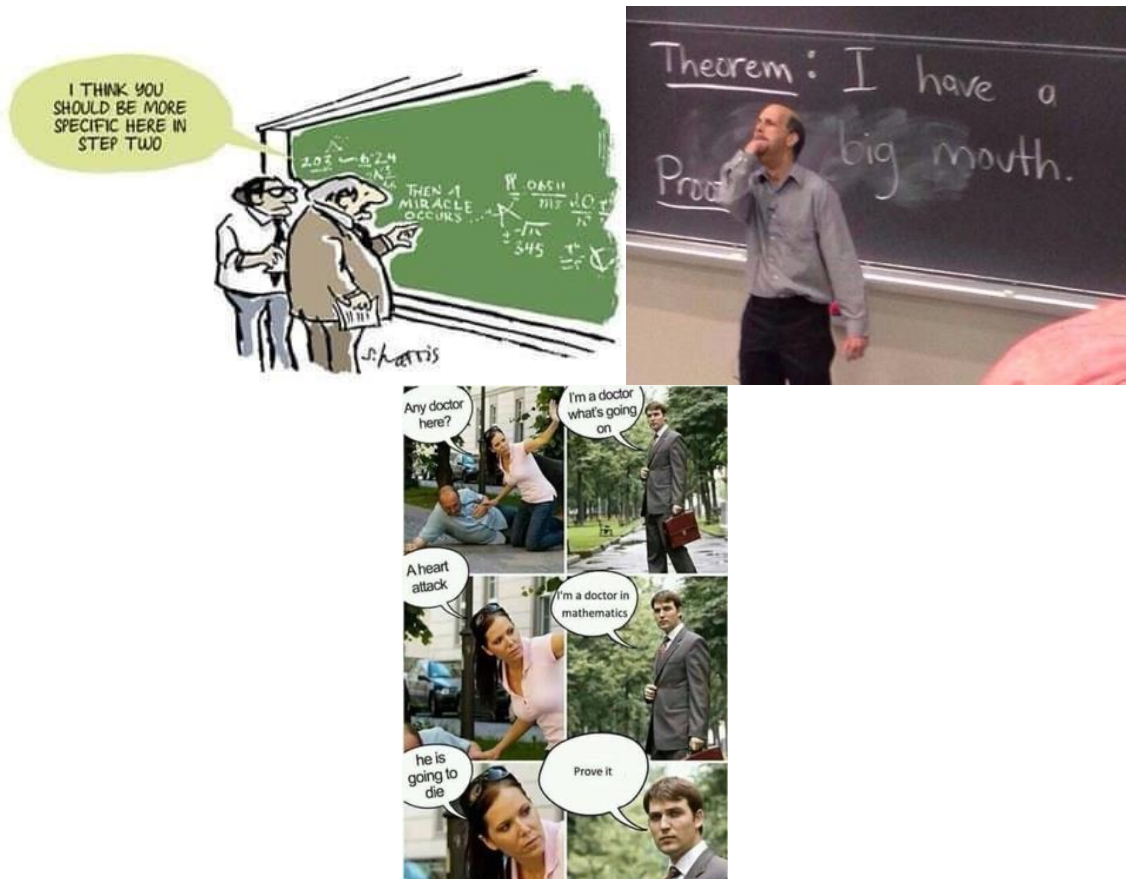 I THINK YOU
SHOULD BE MORE
SPECIFIC HERE IN
STEP TWO
THEN A
MIRACLE
OCCURS...
345
S. Harris
Theorem: I have a
big mouth.
Any doctor
here?
I'm a doctor
what's going
on
A heart
attack
I'm a doctor in
mathematics
he is
going to
die
Prove it